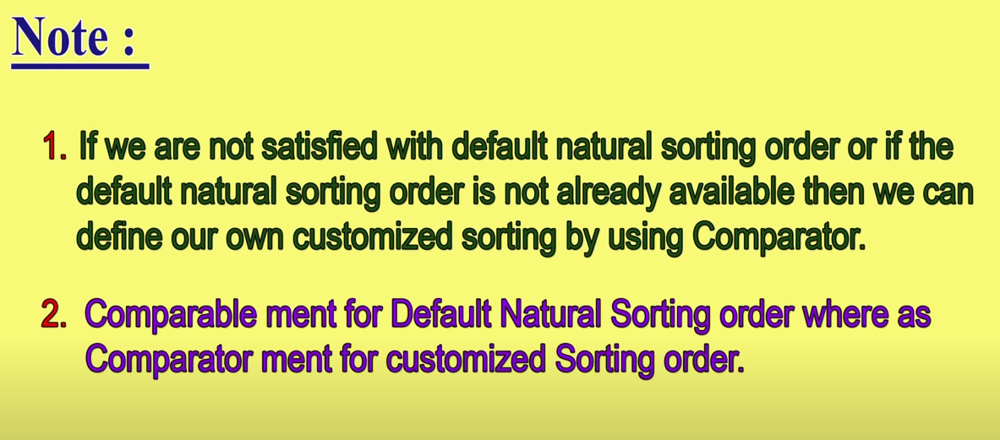 Note :
1. If we are not satisfied with default natural sorting order or if the
default natural sorting order is not already available then we can
define our own customized sorting by using Comparator.
2. Comparable ment for Default Natural Sorting order where as
Comparator ment for customized Sorting order.